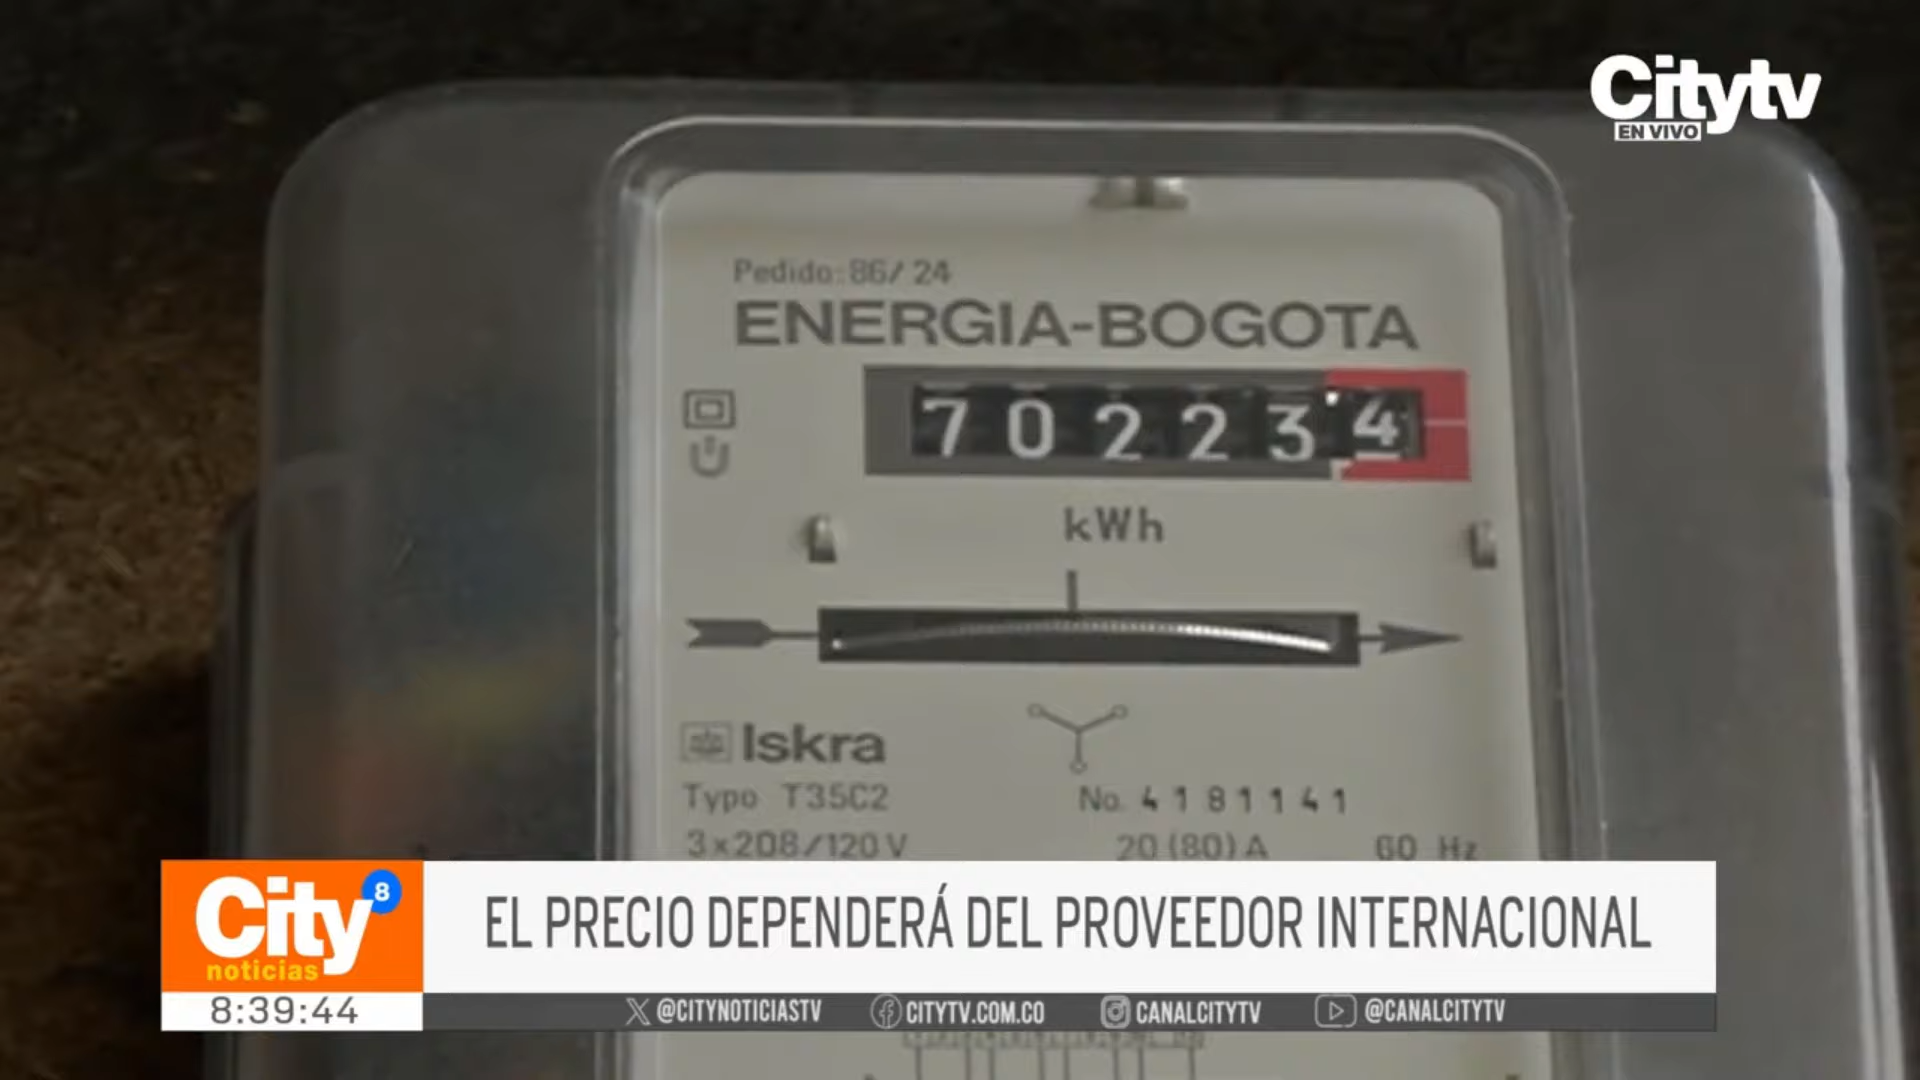 Citytv
EN VIVO
Pedido: 86/24
ENERGIA-BOGOTA
702234
kWh
Iskra
Typo T35C2
No. 4181141
3x208/120 V
20 (80) A
60 Hz
City 8
noticias
EL PRECIO DEPENDERÁ DEL PROVEEDOR INTERNACIONAL
8:39:44
@CITYNOTICIASTV
CITYTV.COM.CO
CANALCITYTV
@CANALCITYTV